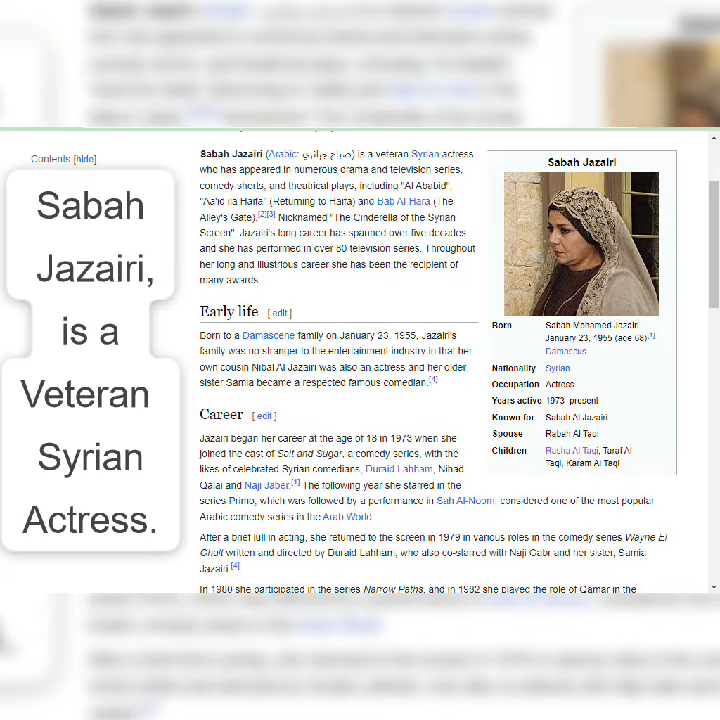 Contents [hide]
Sabah
Jazairi,
is a
Veteran
Syrian
Actress.
Sabah Jazairi (Arabic: صباح جزائري) is a veteran Syrian actress
who has appeared in numerous drama and television series,
comedy shorts, and theatrical plays, including "Al Ababid",
"Aa'id ila Haifa" (Returning to Haifa) and Bab Al Hara (The
Alley's Gate).[2][3] Nicknamed "The Cinderella of the Syrian
Screen". Jazairi's long career has spanned over five decades
and she has performed in over 80 television series. Throughout
her long and illustrious career she has been the recipient of
many awards.
Early life [ edit ]
Born to a Damascene family on January 23, 1955, Jazairi's
family was no stranger to the entertainment industry in that her
own cousin Nibal Al Jazairi was also an actress and her older
sister Samia became a respected famous comedian.[4]
Career [ edit ]
Jazairi began her career at the age of 18 in 1973 when she
joined the cast of Salt and Sugar, a comedy series, with the
likes of celebrated Syrian comedians, Duraid Lahham, Nihad
Qalai and Naji Jaber.[1] The following year she starred in the
series Primo, which was followed by a performance in Sah Al-Noom, considered one of the most popular
Arabic comedy series in the Arab World.
After a brief lull in acting, she returned to the screen in 1979 in various roles in the comedy series Wayne El
Ghalt written and directed by Duraid Lahham, who also co-starred with Naji Gabr and her sister, Samia
Jazairi.[4]
In 1980 she participated in the series Narrow Paths, and in 1982 she played the role of Qamar in the
Sabah Jazairi
Born Sabah Mohamed Jazairi
January 23, 1955 (age 68)[1]
Damascus
Nationality Syrian
Occupation Actress
Years active 1973–present
Known for Sabah Al Jazairi
Spouse Rabah Al Taqi
Children Rasha Al Taqi, Taraf Al
Taqi, Karam Al Taqi